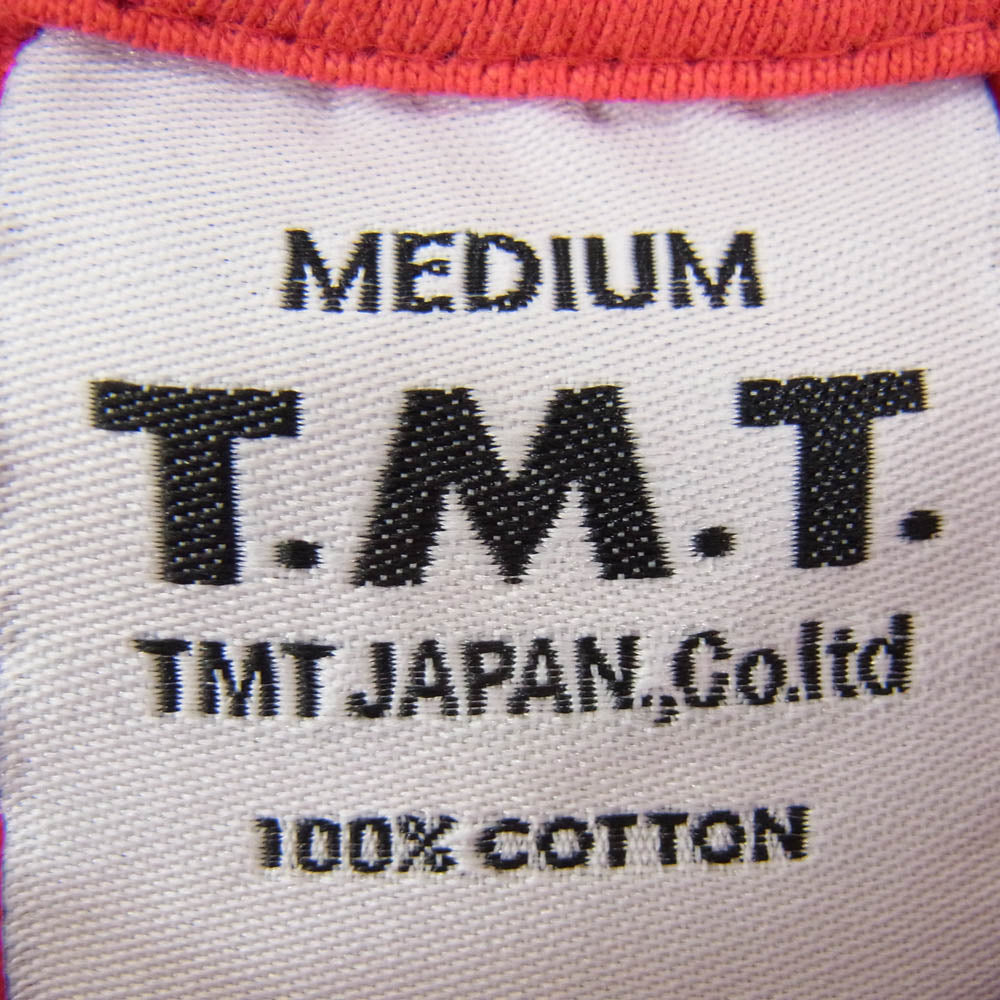 MEDIUM
T.M.T.
TMT JAPAN.,Co.ltd
100% COTTON